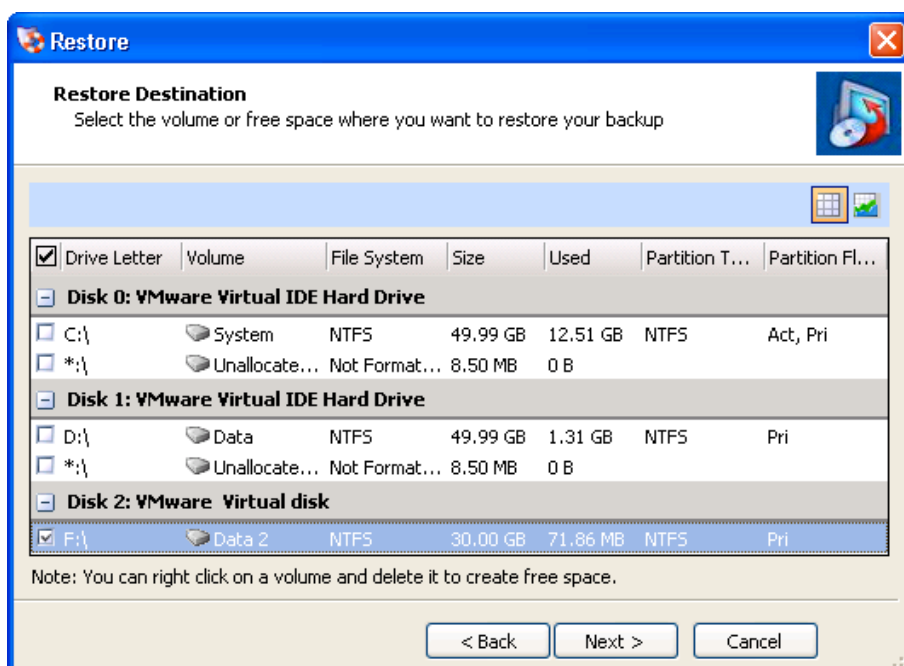 Restore
Restore Destination
Select the volume or free space where you want to restore your backup
Drive Letter Volume File System Size Used Partition T... Partition Fl...
Disk 0: VMware Virtual IDE Hard Drive
C:\ System NTFS 49.99 GB 12.51 GB NTFS Act, Pri
*:\ Unallocate... Not Format... 8.50 MB 0 B
Disk 1: VMware Virtual IDE Hard Drive
D:\ Data NTFS 49.99 GB 1.31 GB NTFS Pri
*:\ Unallocate... Not Format... 8.50 MB 0 B
Disk 2: VMware Virtual disk
F:\ Data 2 NTFS 30.00 GB 71.86 MB NTFS Pri
Note: You can right click on a volume and delete it to create free space.
< Back Next > Cancel